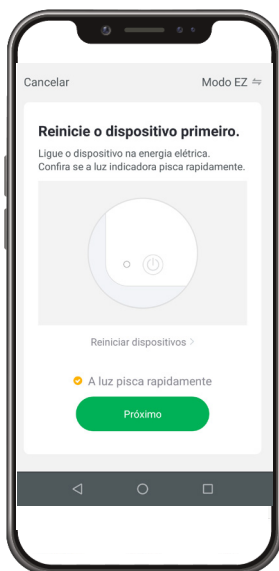 Cancelar
Modo EZ
Reinicie o dispositivo primeiro.
Ligue o dispositivo na energia elétrica.
Confira se a luz indicadora pisca rapidamente.
Reiniciar dispositivos >
A luz pisca rapidamente
Próximo